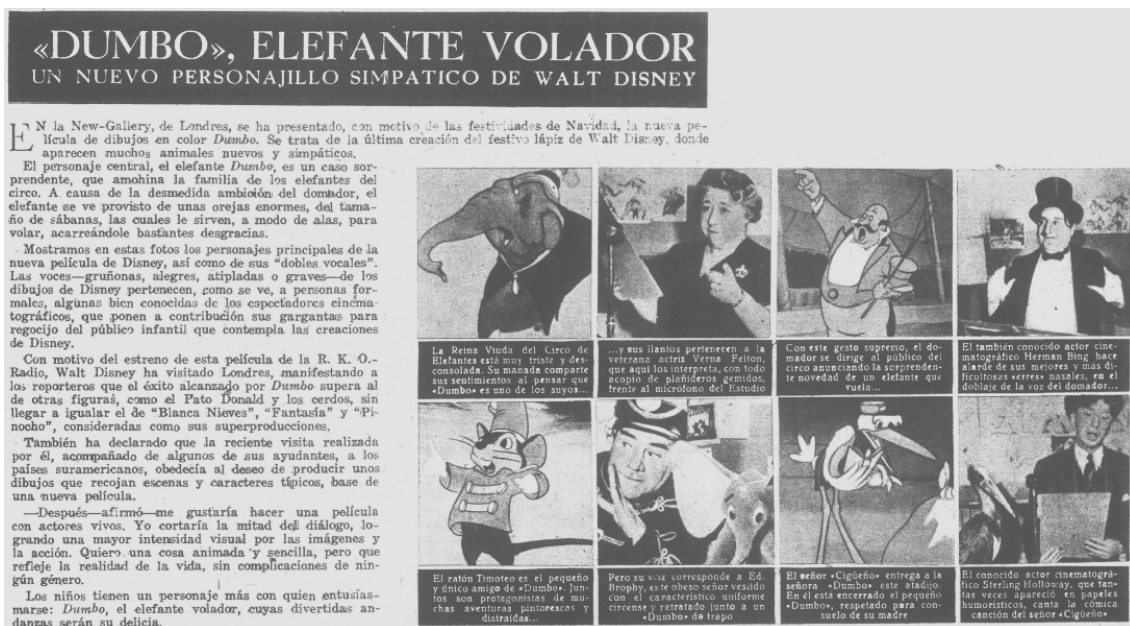 «DUMBO», ELEFANTE VOLADOR
UN NUEVO PERSONAJILLO SIMPATICO DE WALT DISNEY
EN la New-Gallery, de Londres, se ha presentado, con motivo de las festividades de Navidad, la nueva pe-
lícula de dibujos en color Dumbo. Se trata de la última creación del festivo lápiz de Walt Disney, donde
aparecen muchos animales nuevos y simpáticos.
El personaje central, el elefante Dumbo, es un caso sor-
prendente, que amohina la familia de los elefantes del
circo. A causa de la desmedida ambición del domador, el
elefante se ve provisto de unas orejas enormes, del tama-
ño de sábanas, las cuales le sirven, a modo de alas, para
volar, acarreándole bastantes desgracias.
Mostramos en estas fotos los personajes principales de la
nueva película de Disney, así como de sus "dobles vocales".
Las voces—gruñonas, alegres, atipladas o graves—de los
dibujos de Disney pertenecen, como se ve, a personas for-
males, algunas bien conocidas de los espectadores cinema-
tográficos, que ponen a contribución sus gargantas para
regocijo del público infantil que contempla las creaciones
de Disney.
Con motivo del estreno de esta película de la R. K. O.-
Radio, Walt Disney ha visitado Londres, manifestando a
los reporteros que el éxito alcanzado por Dumbo supera al
de otras figuras, como el Pato Donald y los cerdos, sin
llegar a igualar el de "Blanca Nieves", "Fantasía" y "Pi-
nocho", consideradas como sus superproducciones.
También ha declarado que la reciente visita realizada
por él, acompañado de algunos de sus ayudantes, a los
países suramericanos, obedecía al deseo de producir unos
dibujos que recojan escenas y caracteres típicos, base de
una nueva película.
—Después—afirmó—me gustaría hacer una película
con actores vivos. Yo cortaría la mitad del diálogo, lo-
grando una mayor intensidad visual por las imágenes y
la acción. Quiero una cosa animada y sencilla, pero que
refleje la realidad de la vida, sin complicaciones de nin-
gún género.
Los niños tienen un personaje más con quien entusias-
marse: Dumbo, el elefante volador, cuyas divertidas an-
danzas serán su delicia.
La Reina Viuda del Circo de
Elefantes está muy triste y des-
consolada. Su manada comparte
sus sentimientos al pensar que
«Dumbo» es uno de los suyos...
...y sus llantos pertenecen a la
veterana actriz Verna Felton,
que aquí los interpreta, con todo
acopio de plañideros gemidos,
frente al micrófono del Estudio
Con este gesto supremo, el do-
mador se dirige al público del
circo anunciando la sorprenden-
te novedad de un elefante que
vuela...
El también conocido actor cine-
matográfico Herman Bing hace
alarde de sus mejores y más di-
ficultosas «erres» nasales, en el
doblaje de la voz del domador...
El ratón Timoteo es el pequeño
y único amigo de «Dumbo». Jun-
tos son protagonistas de mu-
chas aventuras pintorescas y
distraídas...
Pero su voz corresponde a Ed.
Brophy, este obeso señor vestido
con el característico uniforme
circense y retratado junto a un
«Dumbo» de trapo
El señor «Cigüeño» entrega a la
señora «Dumbo» este atadijo.
En él está encerrado el pequeño
«Dumbo», respetado para con-
suelo de su madre
El conocido actor cinematográ-
fico Sterling Holloway, que tan-
tas veces apareció en papeles
humorísticos, canta la cómica
canción del señor «Cigüeño»